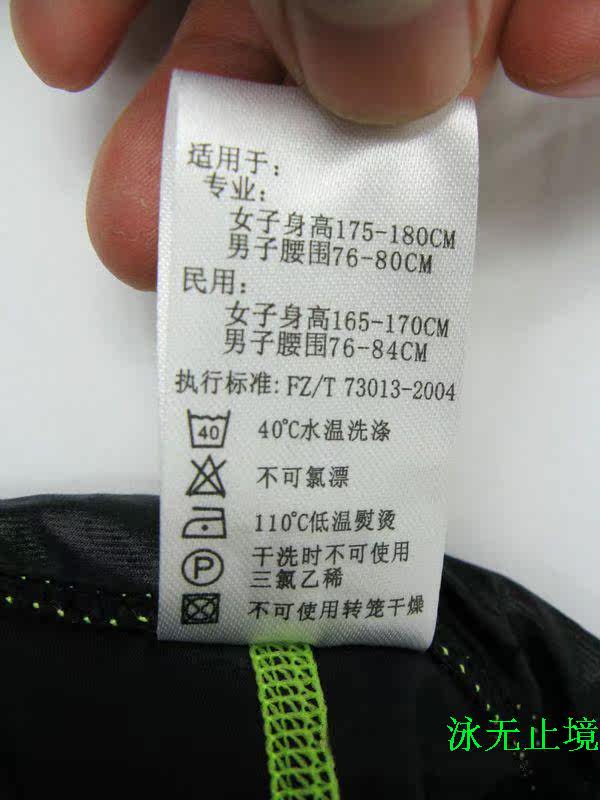 适用于:
专业:
女子身高175-180CM
男子腰围76-80CM
民用:
女子身高165-170CM
男子腰围76-84CM
执行标准: FZ/T 73013-2004
40
40℃水温洗涤
不可氯漂
110℃低温熨烫
P
干洗时不可使用
三氯乙稀
不可使用转笼干燥
泳无止境